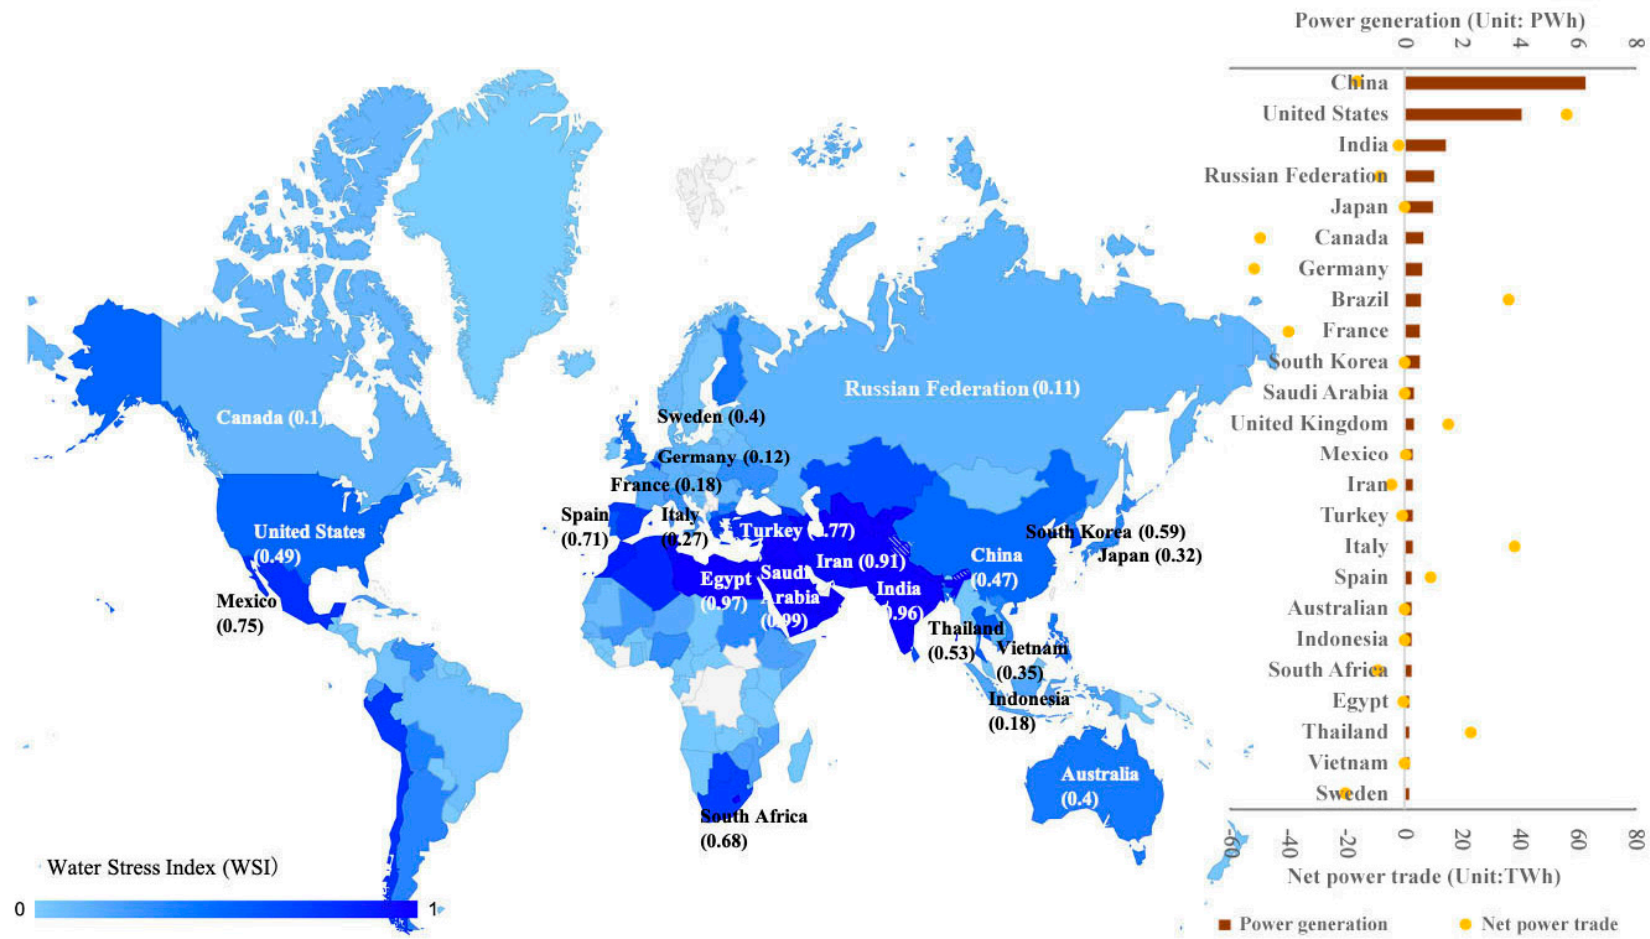 Power generation (Unit: PWh)
0 2 4 6 8
China
United States
India
Russian Federation
Japan
Canada
Germany
Brazil
France
South Korea
Saudi Arabia
United Kingdom
Mexico
Iran
Turkey
Italy
Spain
Australian
Indonesia
South Africa
Egypt
Thailand
Vietnam
Sweden
-60 -40 -20 0 20 40 60 80
Net power trade (Unit:TWh)
Power generation
Net power trade
Canada (0.1)
Russian Federation (0.11)
Sweden (0.4)
Germany (0.12)
France (0.18)
Spain
(0.71)
Italy
(0.27)
Turkey (0.77)
United States
(0.49)
South Korea (0.59)
Japan (0.32)
Iran (0.91)
China
(0.47)
Egypt
(0.97)
Saudi
Arabia
(0.99)
India
(0.96)
Mexico
(0.75)
Thailand
(0.53)
Vietnam
(0.35)
Indonesia
(0.18)
Australia
(0.4)
South Africa
(0.68)
Water Stress Index (WSI)
0 1